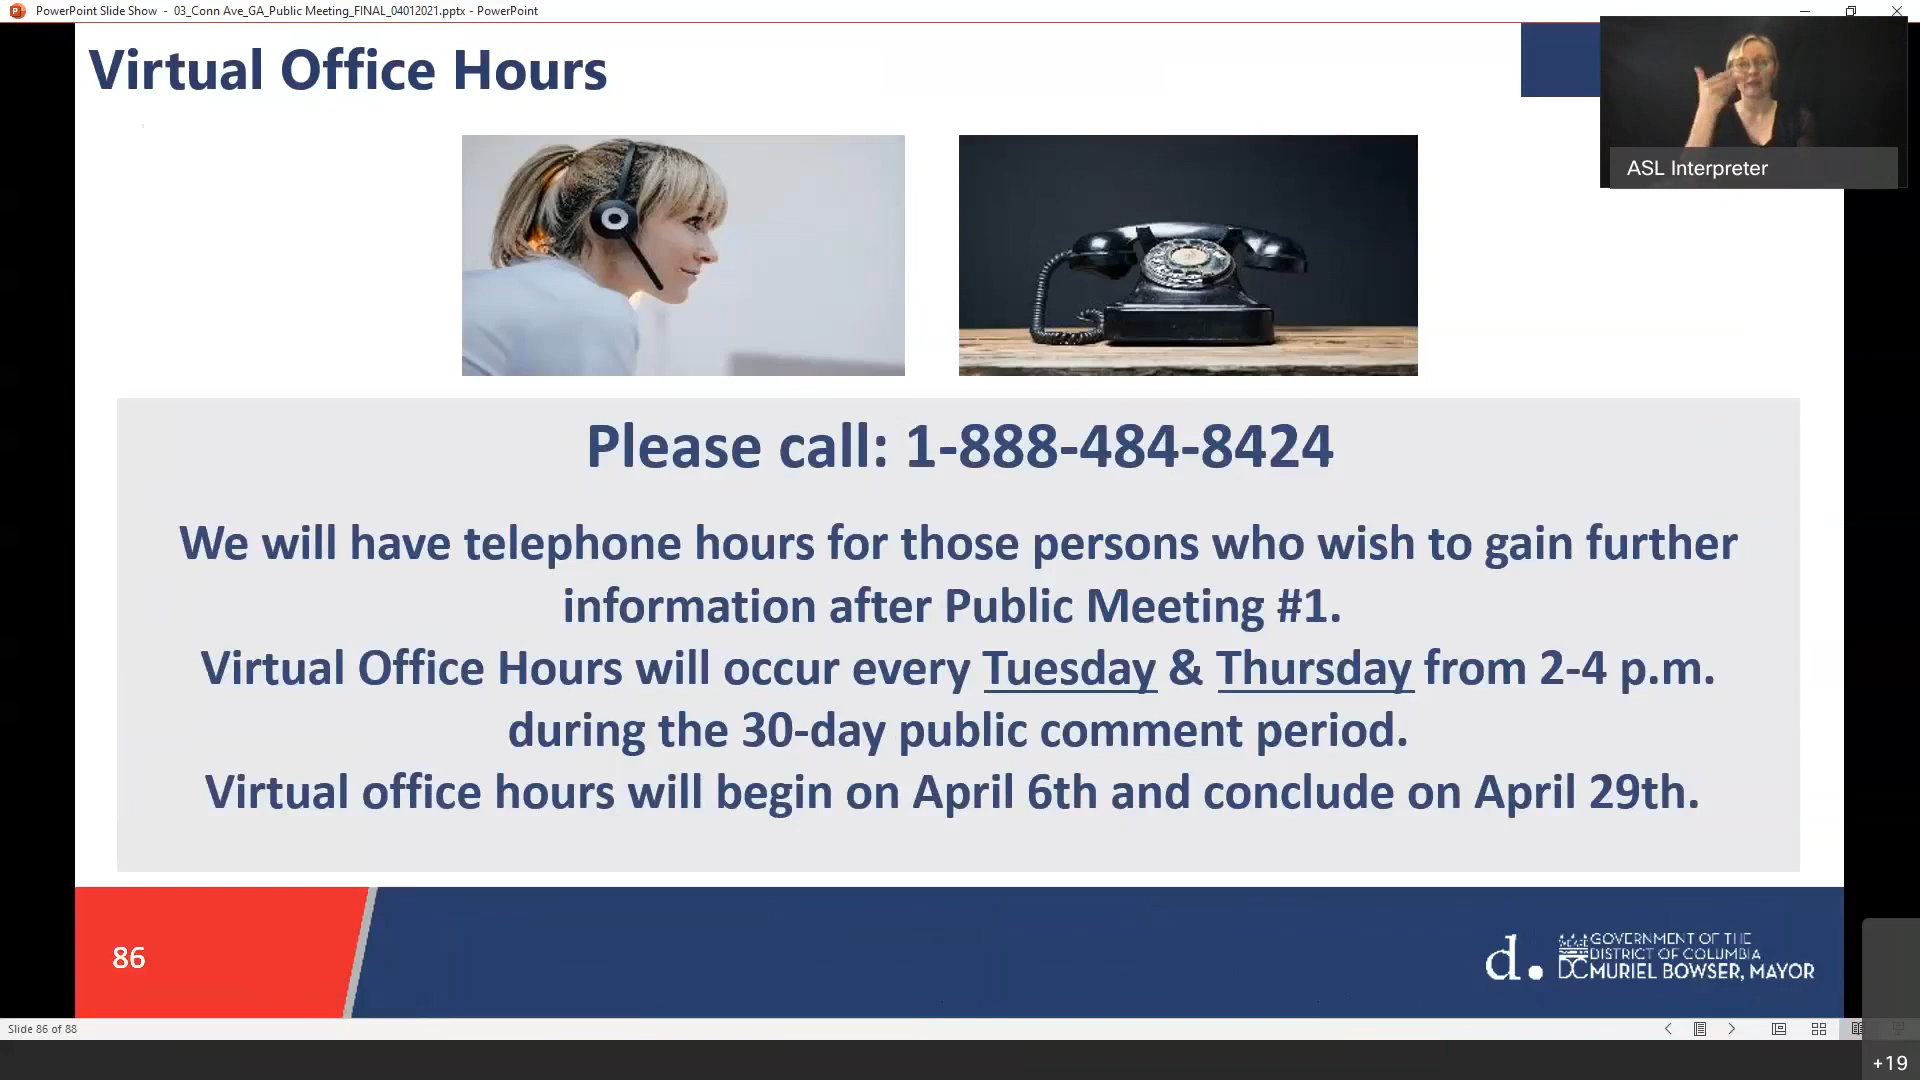 PowerPoint Slide Show - 03_Conn Ave_GA_Public Meeting_FINAL_04012021.pptx - PowerPoint
Virtual Office Hours
ASL Interpreter
Please call: 1-888-484-8424
We will have telephone hours for those persons who wish to gain further
information after Public Meeting #1.
Virtual Office Hours will occur every Tuesday & Thursday from 2-4 p.m.
during the 30-day public comment period.
Virtual office hours will begin on April 6th and conclude on April 29th.
86
d.
GOVERNMENT OF THE
DISTRICT OF COLUMBIA
DC MURIEL BOWSER, MAYOR
Slide 86 of 88
+19